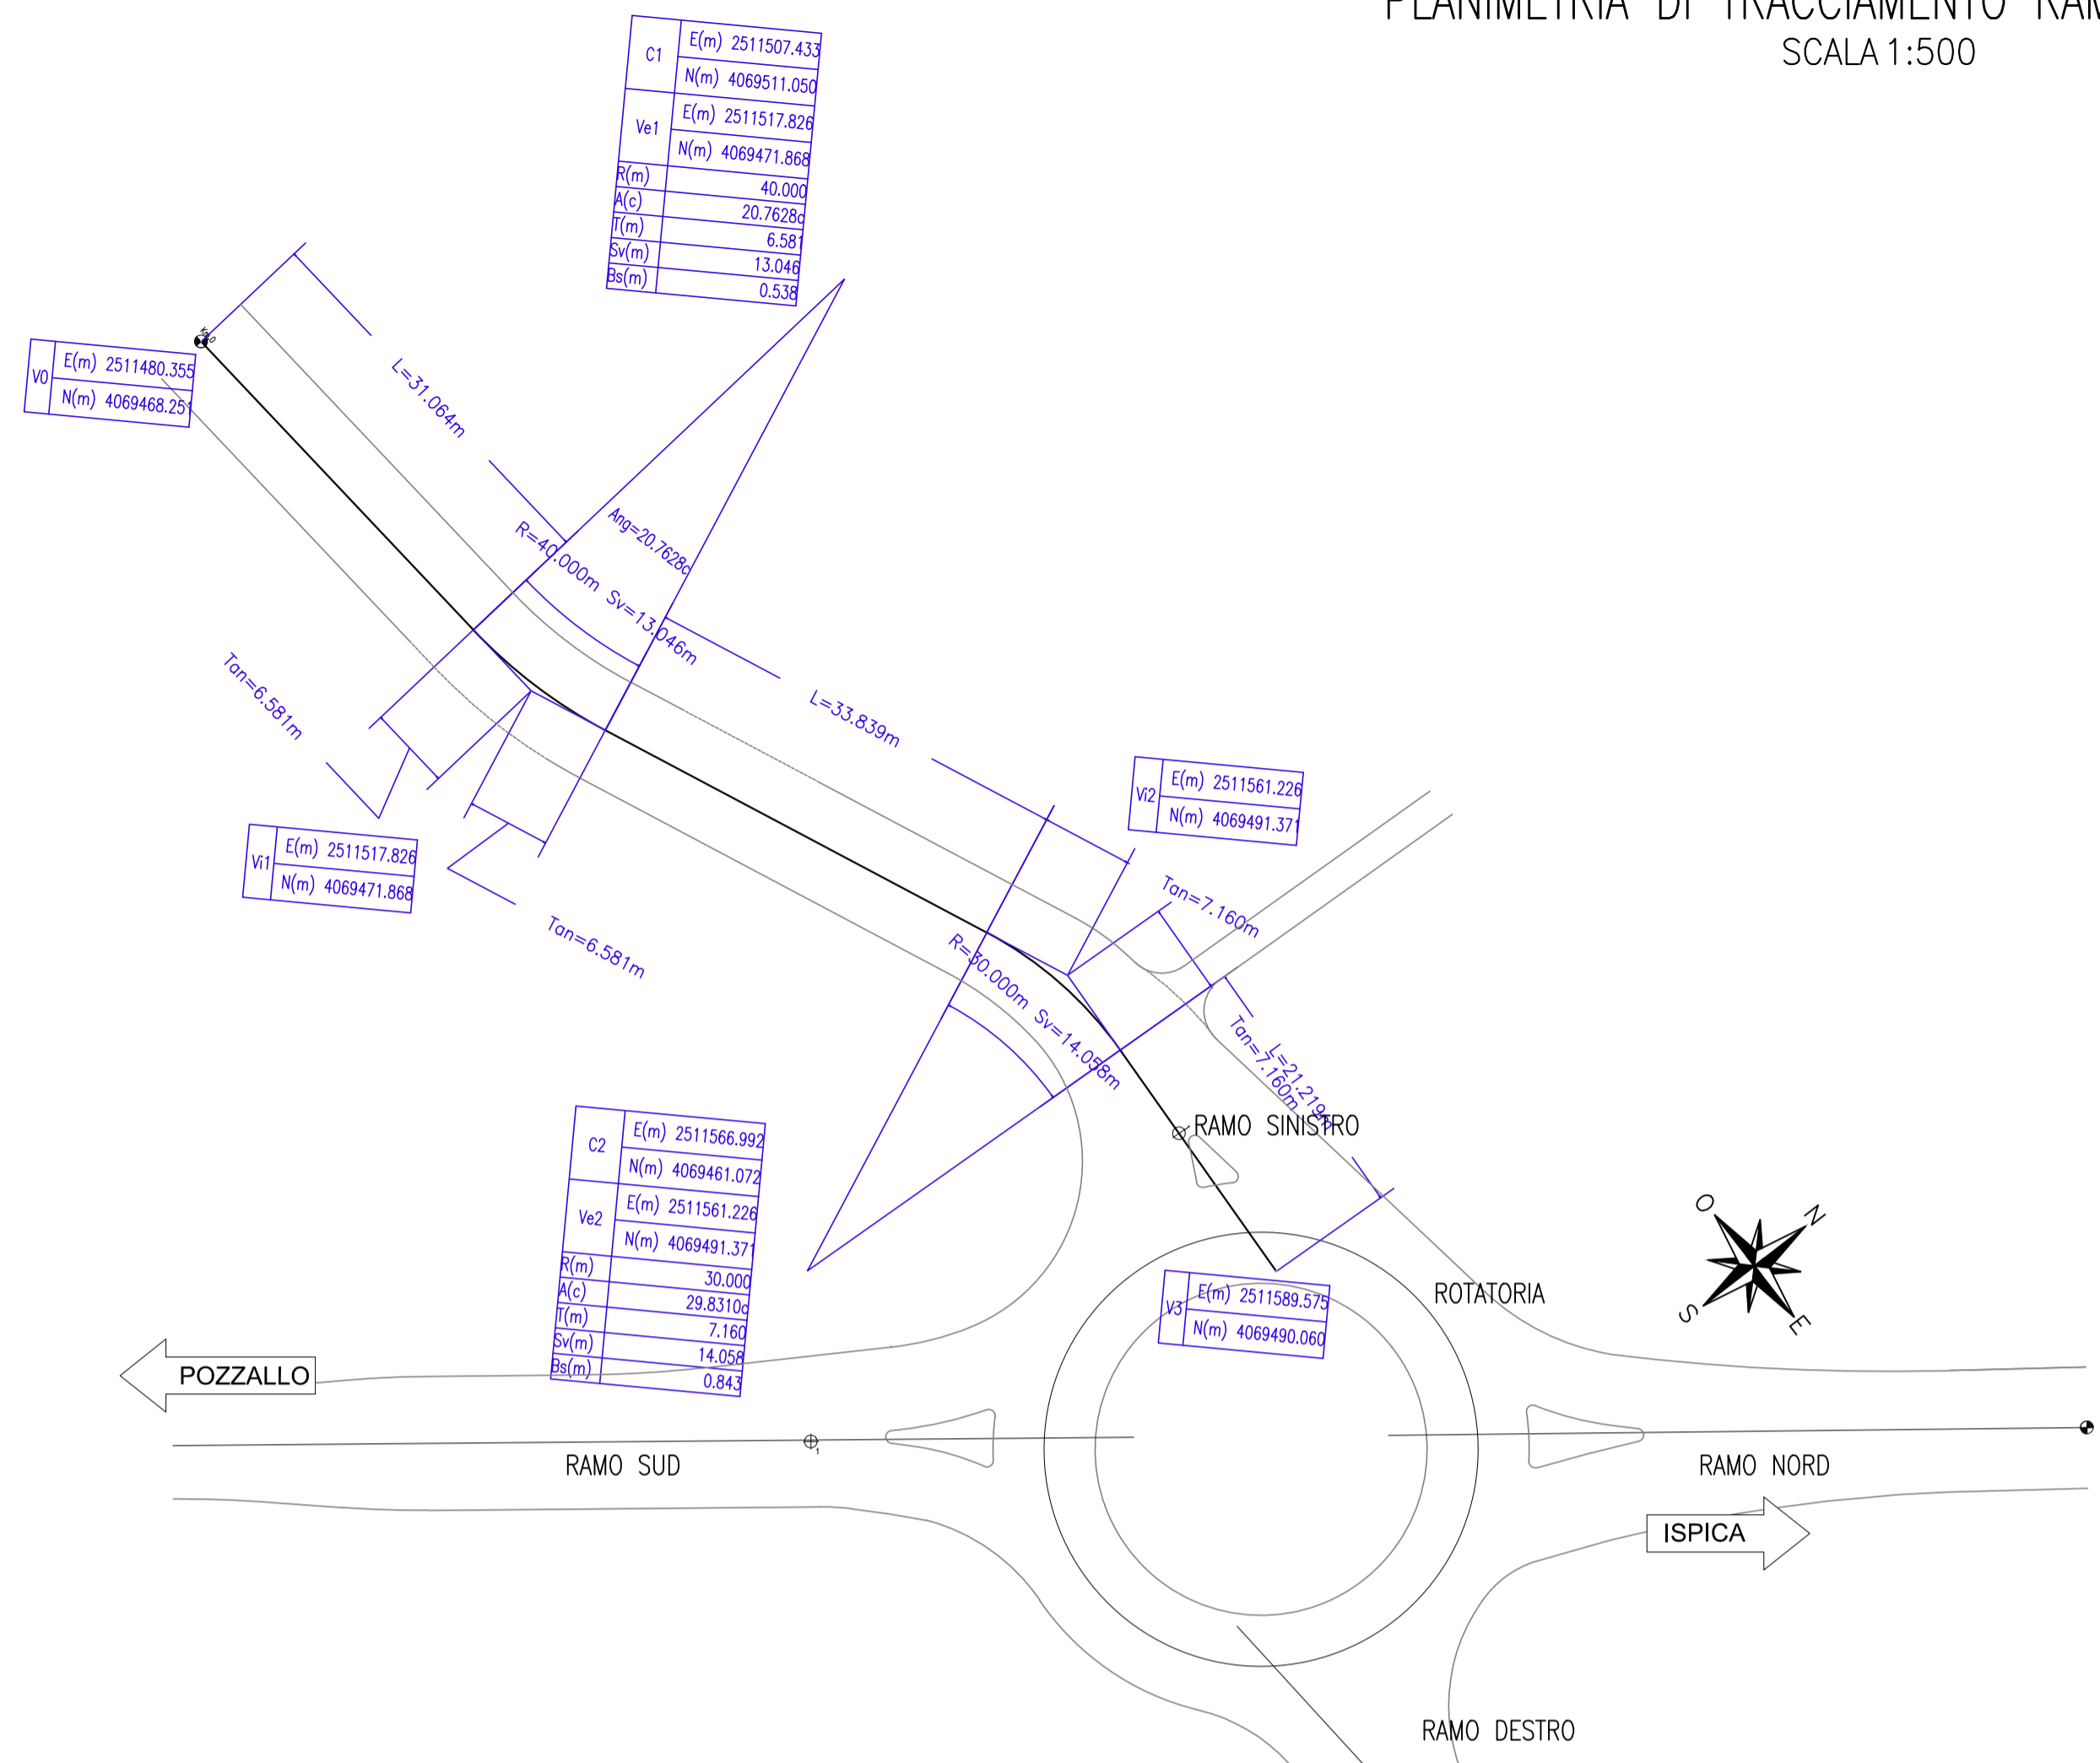 PLANIMETRIA DI TRACCIAMENTO
SCALA 1:500
C1
E(m) 2511507.433
N(m) 4069511.050
Ve1
E(m) 2511517.826
N(m) 4069471.868
R(m) 40.000
A(c) 20.7628c
T(m) 6.581
Sv(m) 13.046
Bs(m) 0.538
V0
E(m) 2511480.355
N(m) 4069468.251
L=31.064m
Ang=20.7628c
R=40.000m Sv=13.046m
Tan=6.581m
L=33.839m
Vi1
E(m) 2511517.826
N(m) 4069471.868
Tan=6.581m
Vi2
E(m) 2511561.226
N(m) 4069491.371
Tan=7.160m
R=30.000m Sv=14.058m
Tan=7.160m
L=21.219m
RAMO SINISTRO
C2
E(m) 2511566.992
N(m) 4069461.072
Ve2
E(m) 2511561.226
N(m) 4069491.371
R(m) 30.000
A(c) 29.8310c
T(m) 7.160
Sv(m) 14.058
Bs(m) 0.843
V3
E(m) 2511589.575
N(m) 4069490.060
ROTATORIA
O
N
S
E
POZZALLO
RAMO SUD
1
RAMO NORD
ISPICA
RAMO DESTRO